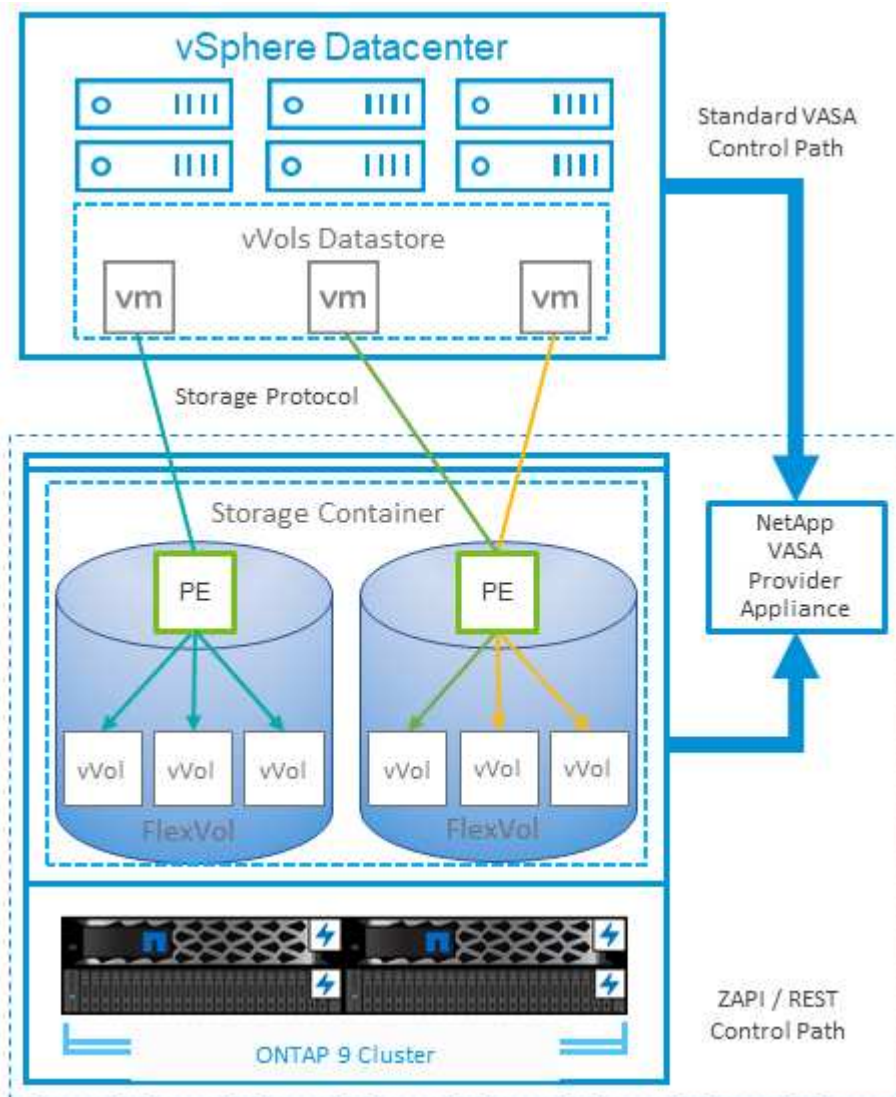 vSphere Datacenter
Standard VASA
Control Path
vVols Datastore
vm
vm
vm
Storage Protocol
Storage Container
NetApp
VASA
Provider
Appliance
PE
PE
vVol
vVol
vVol
vVol
vVol
vVol
FlexVol
FlexVol
ZAPI / REST
Control Path
ONTAP 9 Cluster